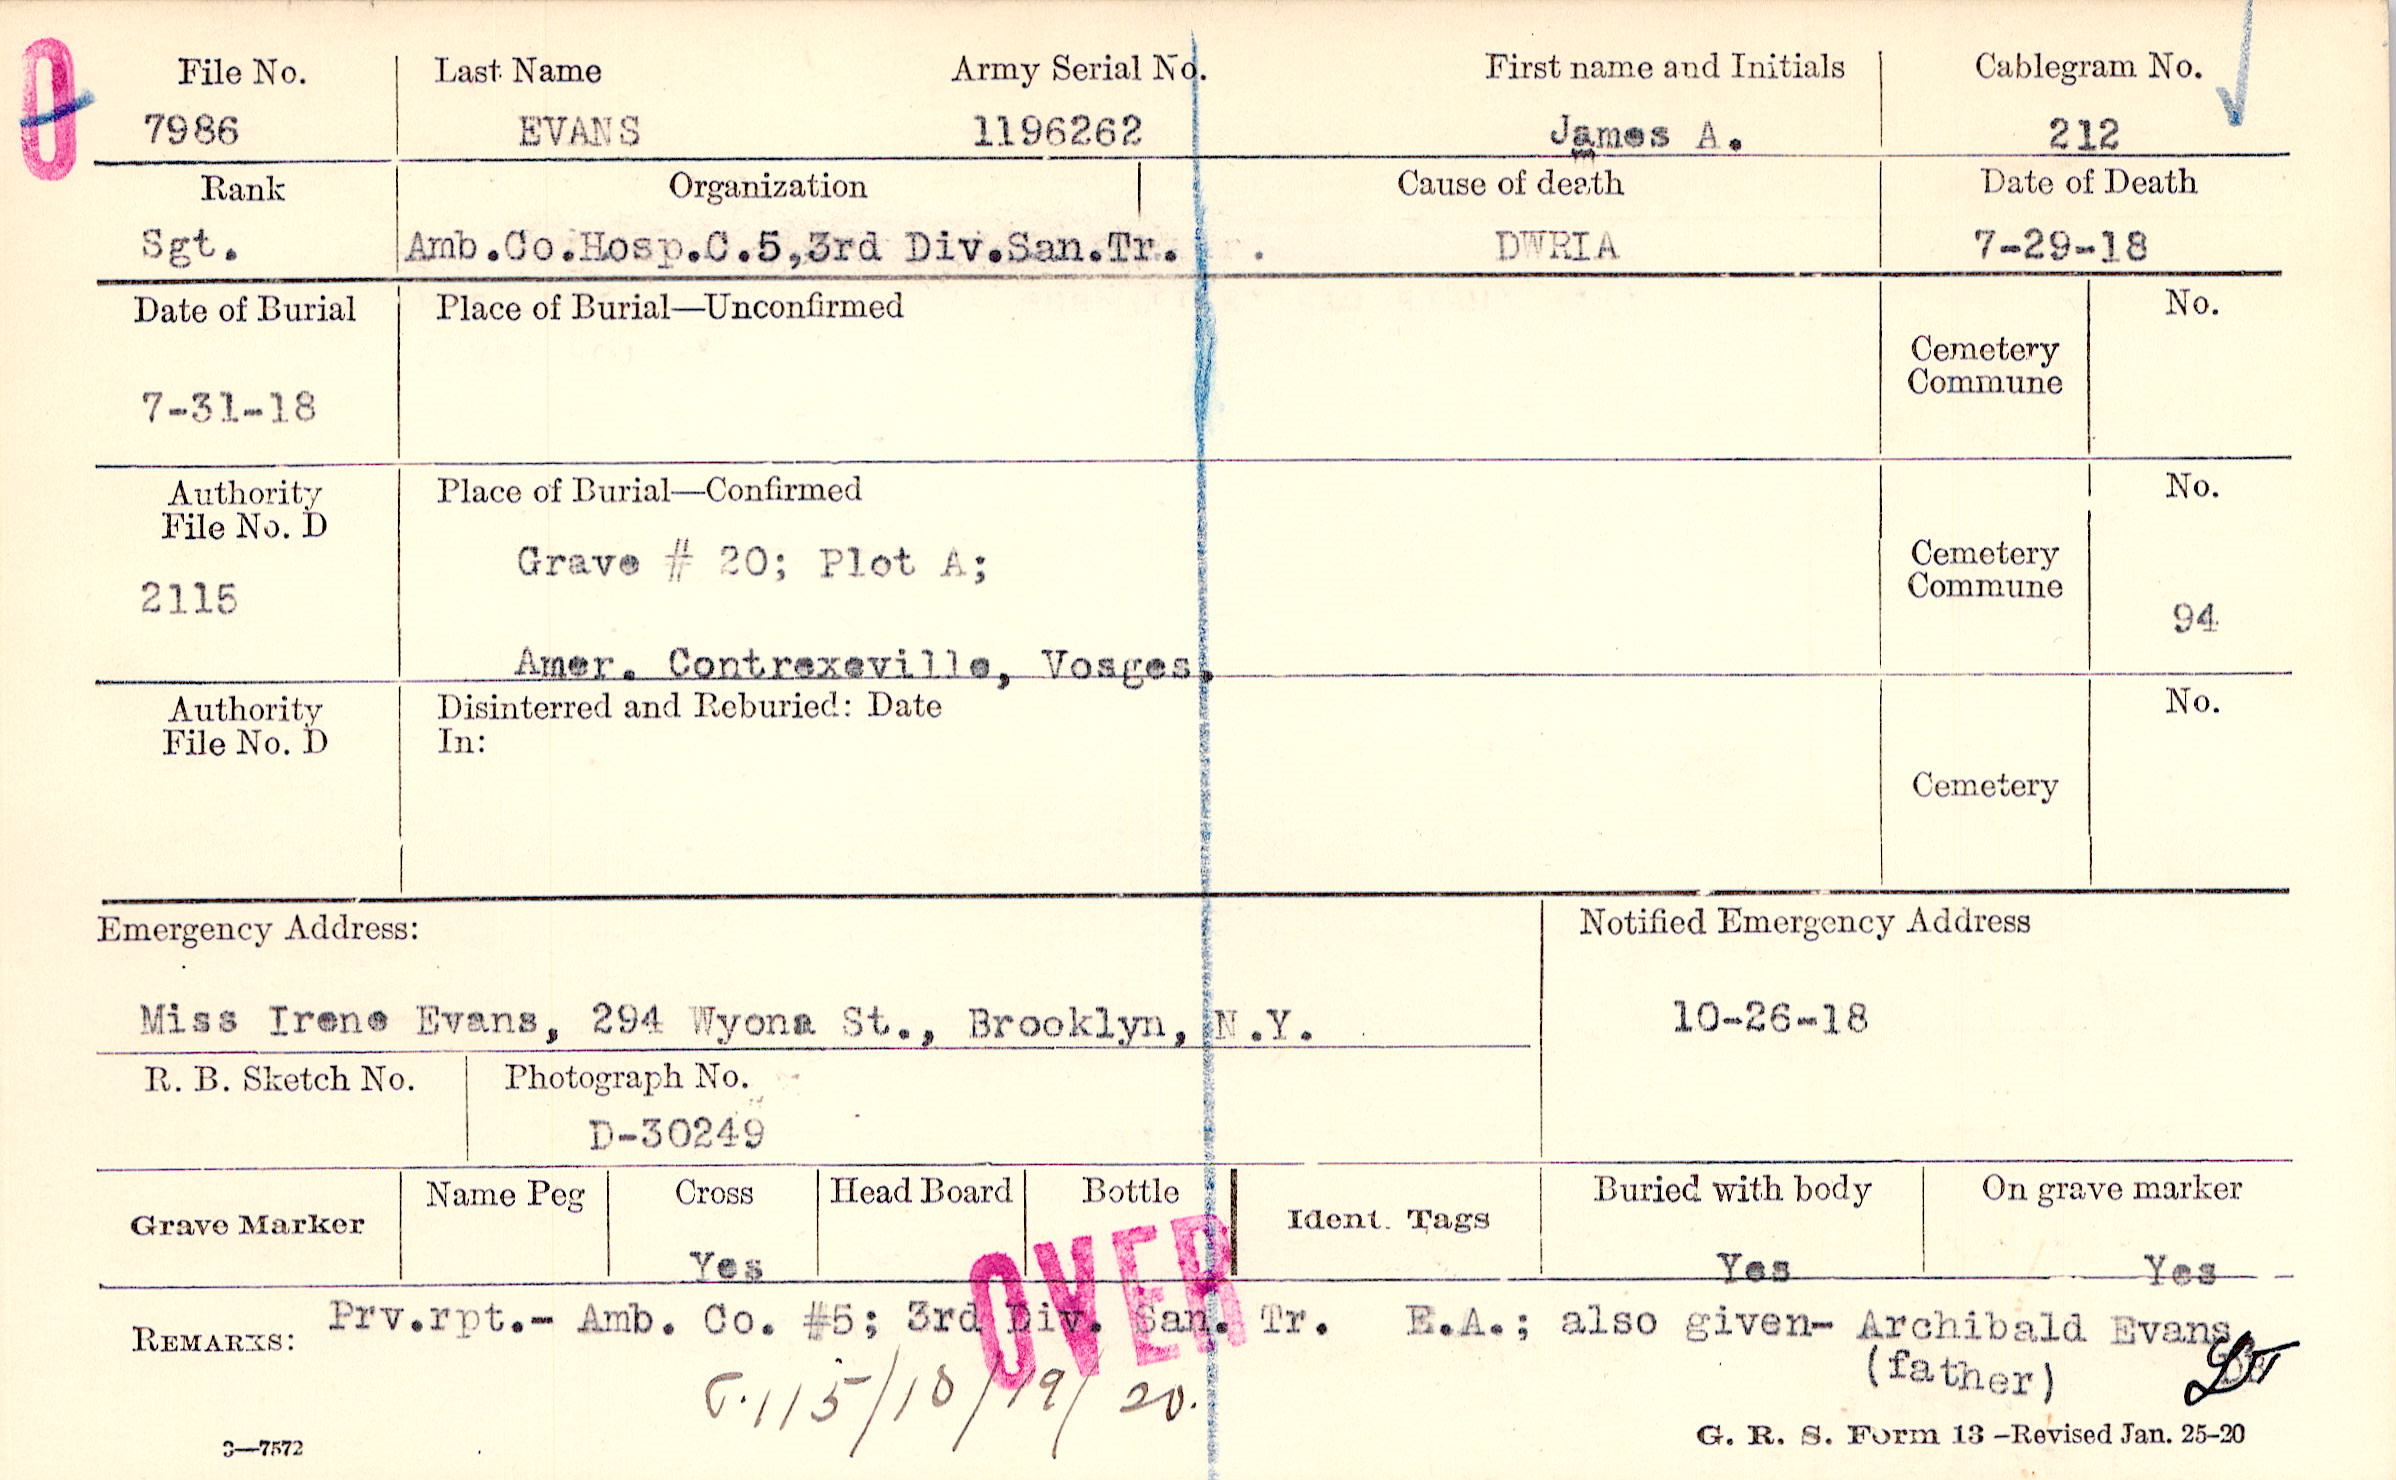 File No. Last Name Army Serial No. First name and Initials Cablegram No.
7986 EVANS 1196262 James A. 212
Rank Organization Cause of death Date of Death
Sgt. Amb.Co.Hosp.C.5,3rd Div.San.Tr. DWRIA 7-29-18
Date of Burial Place of Burial—Unconfirmed No.
Cemetery
Commune
7-31-18
Authority Place of Burial—Confirmed No.
File No. D
Grave # 20; Plot A; Cemetery
2115 Commune
94
Amer. Contrexeville, Vosges,
Authority Disinterred and Reburied: Date No.
File No. D In:
Cemetery
Emergency Address: Notified Emergency Address
Miss Irene Evans, 294 Wyona St., Brooklyn, N.Y. 10-26-18
R. B. Sketch No. Photograph No.
D-30249
Grave Marker Name Peg Cross Head Board Bottle Ident. Tags Buried with body On grave marker
Yes Yes Yes
OVER
REMARKS: Prv.rpt.- Amb. Co. #5; 3rd Div. San. Tr. E.A.; also given- Archibald Evans
(father)
115/10/19/20.
3—7572 G. R. S. Form 13 -Revised Jan. 25-20